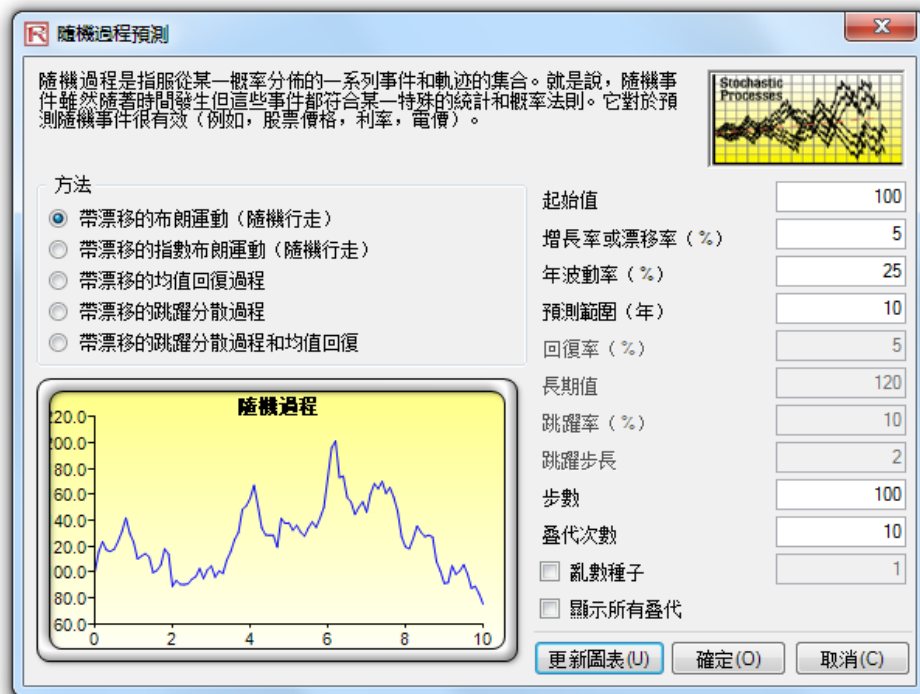 隨機過程預測
隨機過程是指服從某一概率分佈的一系列事件和軌迹的集合。就是說，隨機事
件雖然隨著時間發生但這些事件都符合某一特殊的統計和概率法則。它對於預
測隨機事件很有效（例如，股票價格，利率，電價）。
Stochastic
Processes
方法
帶漂移的布朗運動（隨機行走）
帶漂移的指數布朗運動（隨機行走）
帶漂移的均值回復過程
帶漂移的跳躍分散過程
帶漂移的跳躍分散過程和均值回復
起始值 100
增長率或漂移率（%） 5
年波動率（%） 25
預測範圍（年） 10
回復率（%） 5
長期值 120
跳躍率（%） 10
跳躍步長 2
步數 100
疊代次數 10
亂數種子 1
顯示所有疊代
隨機過程
20.0
00.0
80.0
60.0
40.0
20.0
00.0
80.0
60.0
0 2 4 6 8 10
更新圖表(U) 確定(O) 取消(C)